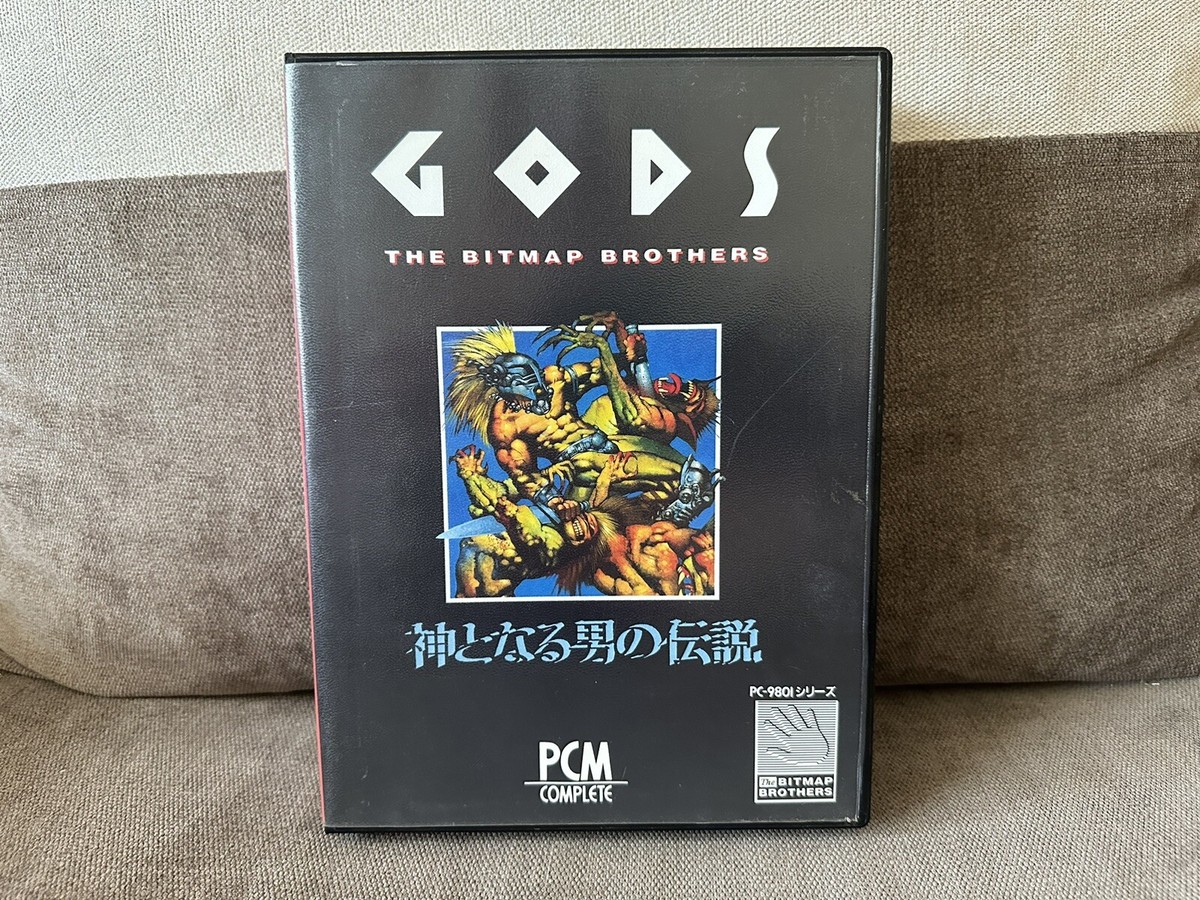 GODS
THE BITMAP BROTHERS
神となる男の伝説
PC-9801シリーズ
The BITMAP
BROTHERS
PCM
COMPLETE